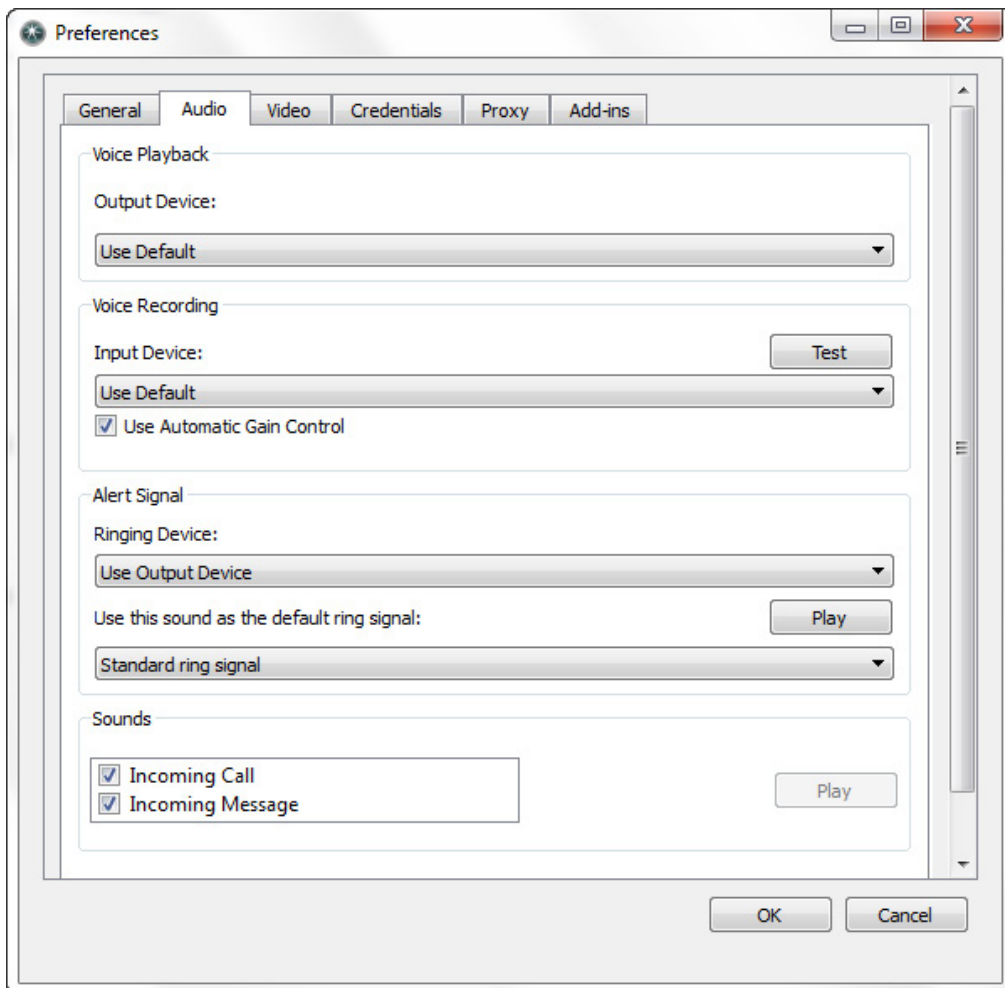 Preferences
General Audio Video Credentials Proxy Add-ins
Voice Playback
Output Device:
Use Default
Voice Recording
Input Device: Test
Use Default
Use Automatic Gain Control
Alert Signal
Ringing Device:
Use Output Device
Use this sound as the default ring signal: Play
Standard ring signal
Sounds
Incoming Call
Incoming Message
Play
OK Cancel